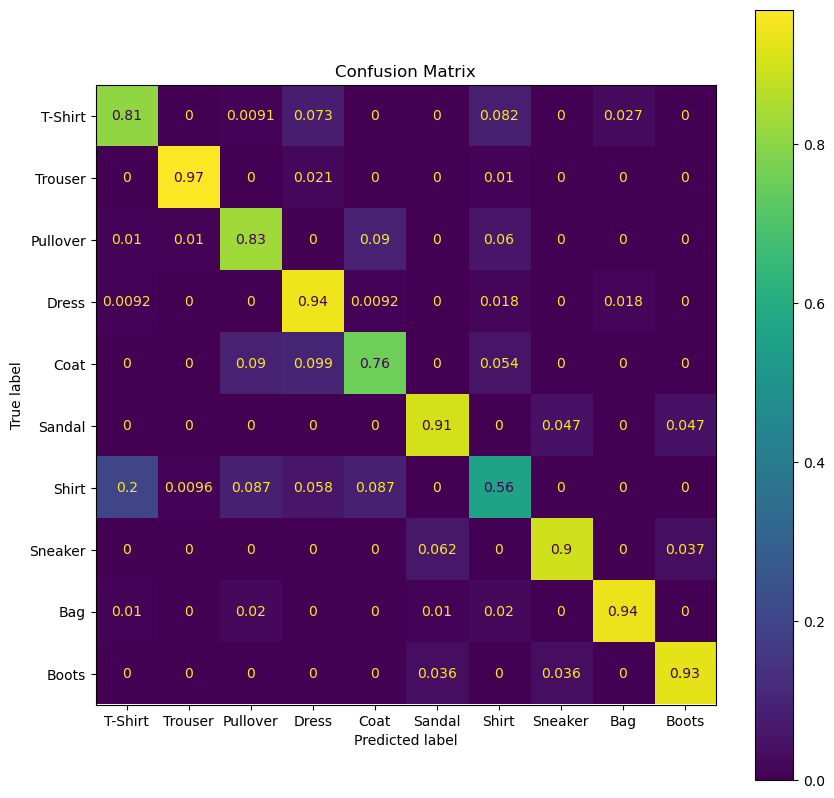 Confusion Matrix
T-Shirt 0.81 0 0.0091 0.073 0 0 0.082 0 0.027 0
Trouser 0 0.97 0 0.021 0 0 0.01 0 0 0
Pullover 0.01 0.01 0.83 0 0.09 0 0.06 0 0 0
Dress 0.0092 0 0 0.94 0.0092 0 0.018 0 0.018 0
Coat 0 0 0.09 0.099 0.76 0 0.054 0 0 0
Sandal 0 0 0 0 0 0.91 0 0.047 0 0.047
Shirt 0.2 0.0096 0.087 0.058 0.087 0 0.56 0 0 0
Sneaker 0 0 0 0 0 0.062 0 0.9 0 0.037
Bag 0.01 0 0.02 0 0 0.01 0.02 0 0.94 0
Boots 0 0 0 0 0 0.036 0 0.036 0 0.93
T-Shirt Trouser Pullover Dress Coat Sandal Shirt Sneaker Bag Boots
Predicted label
True label
0.8
0.6
0.4
0.2
0.0